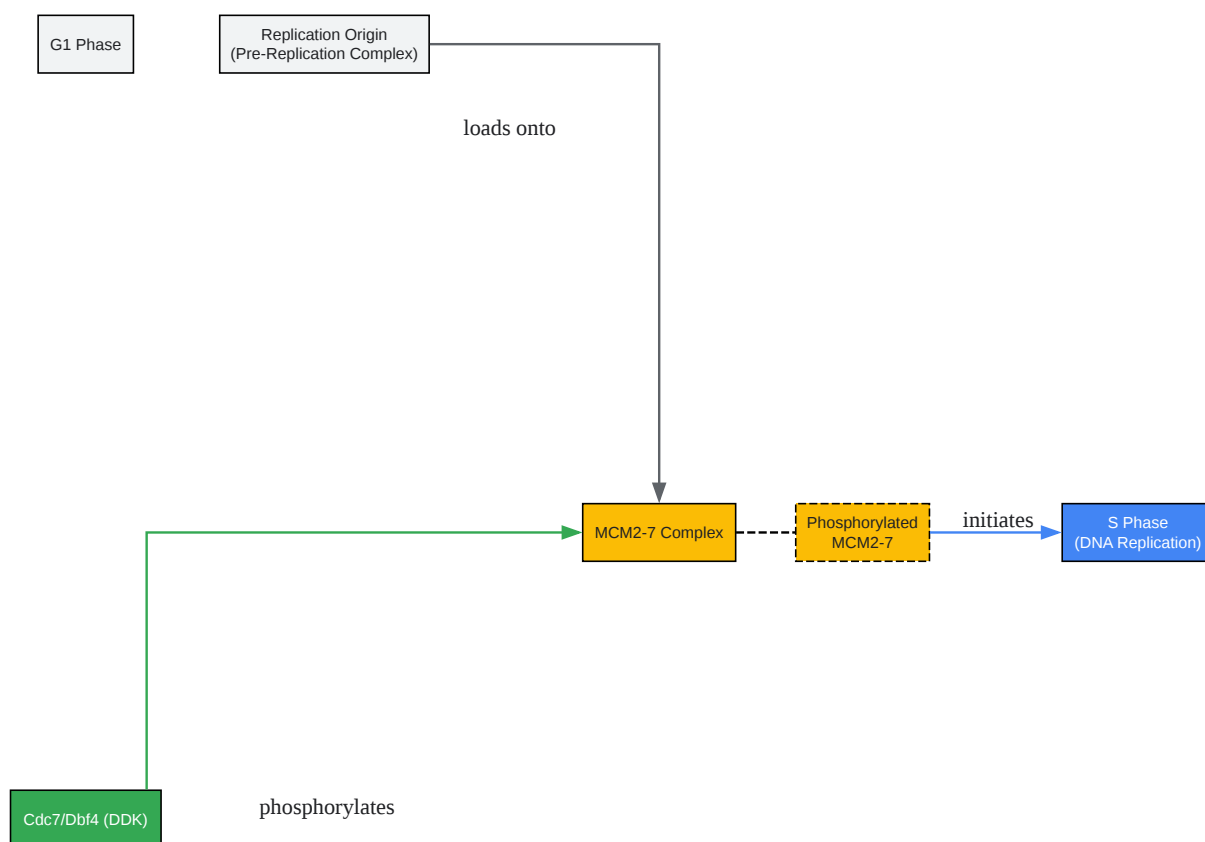 G1 Phase
Replication Origin
(Pre-Replication Complex)
loads onto
MCM2-7 Complex
Phosphorylated
MCM2-7
initiates
S Phase
(DNA Replication)
Cdc7/Dbf4 (DDK)
phosphorylates